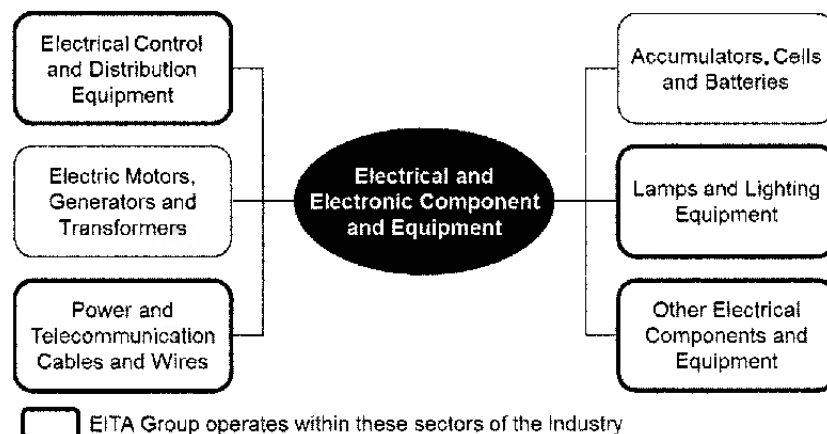 Electrical Control
and Distribution
Equipment
Electric Motors,
Generators and
Transformers
Power and
Telecommunication
Cables and Wires
Electrical and
Electronic Component
and Equipment
Accumulators, Cells
and Batteries
Lamps and Lighting
Equipment
Other Electrical
Components and
Equipment
EITA Group operates within these sectors of the Industry